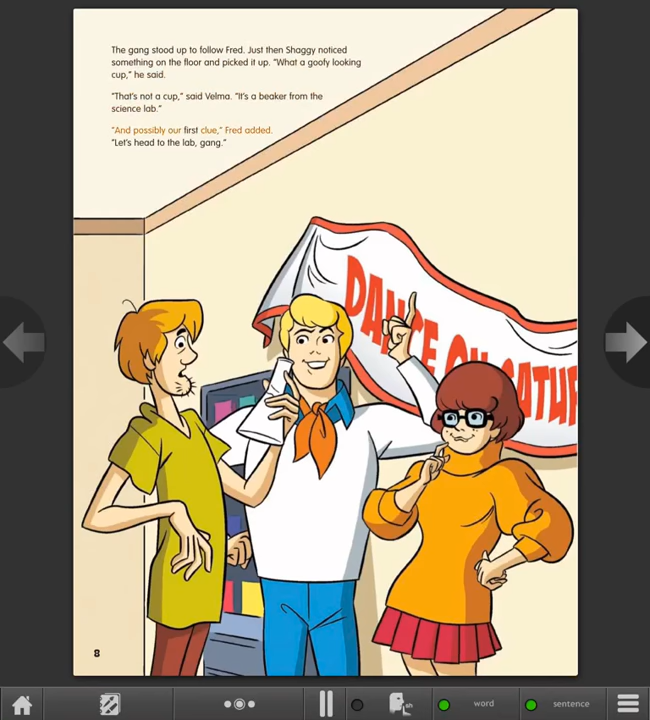 The gang stood up to follow Fred. Just then Shaggy noticed
something on the floor and picked it up. "What a goofy looking
cup," he said.
"That's not a cup," said Velma. "It's a beaker from the
science lab."
"And possibly our first clue," Fred added.
"Let's head to the lab, gang."
DANCE ON SATUR
8
sh
word
sentence